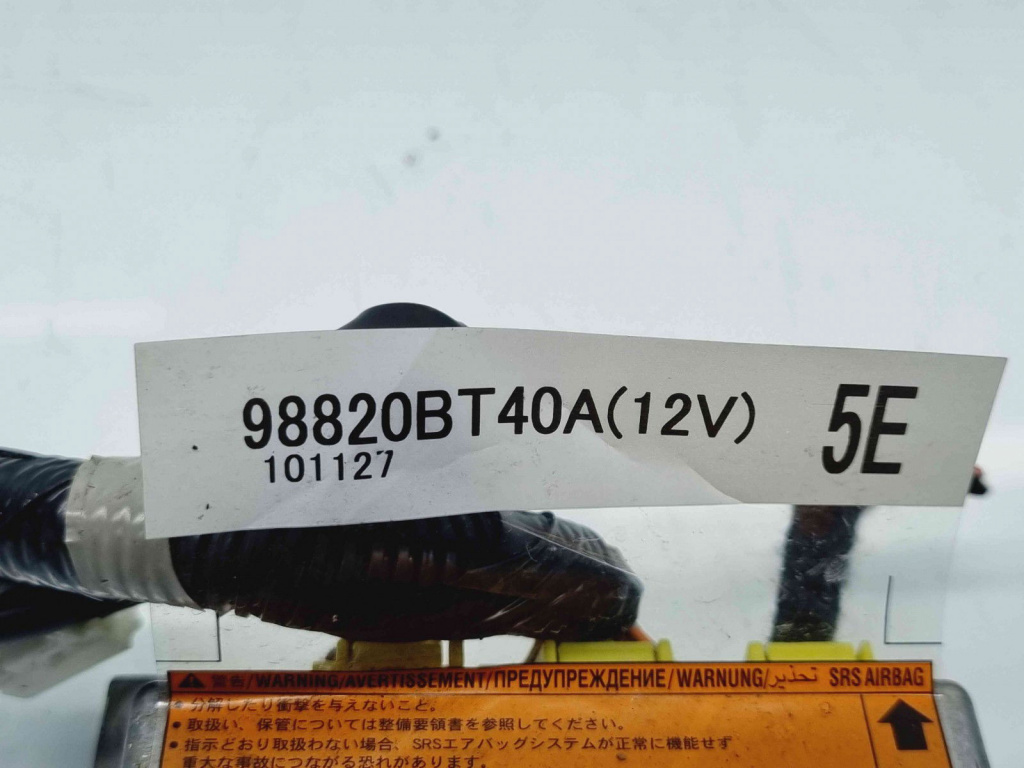 98820BT40A(12V) 5E
101127
⚠警告/WARNING/AVERTISSEMENT/ПРЕДУПРЕЖДЕНИЕ/WARNUNG/تحذير SRS AIRBAG
• 分解したり衝撃を与えないこと。
• 取扱い、保管については整備要領書を参照してください。
• 指示どおり取扱わない場合、SRSエアバッグシステムが正常に機能せず
重大な事故につながる恐れがあります。